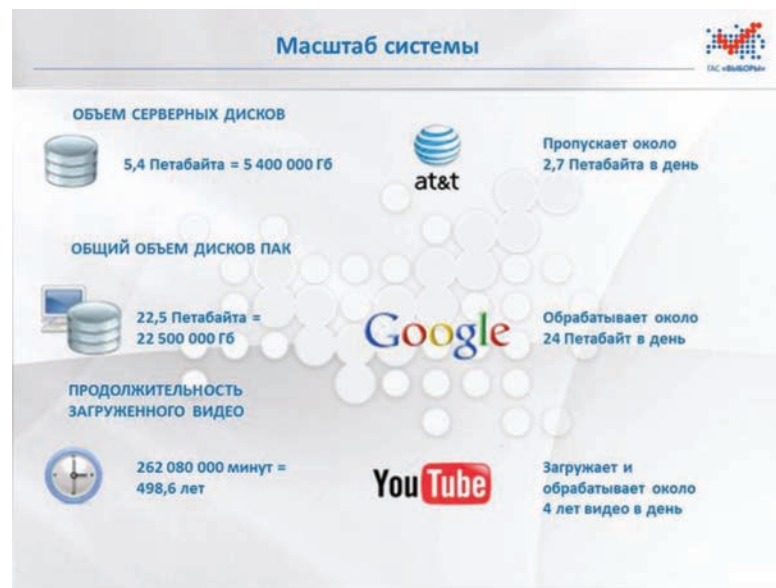 Масштаб системы
ГАС «ВЫБОРЫ»
ОБЪЕМ СЕРВЕРНЫХ ДИСКОВ
5,4 Петабайта = 5 400 000 Гб
at&t
Пропускает около
2,7 Петабайта в день
ОБЩИЙ ОБЪЕМ ДИСКОВ ПАК
22,5 Петабайта =
22 500 000 Гб
Google
Обрабатывает около
24 Петабайт в день
ПРОДОЛЖИТЕЛЬНОСТЬ
ЗАГРУЖЕННОГО ВИДЕО
262 080 000 минут =
498,6 лет
YouTube
Загружает и
обрабатывает около
4 лет видео в день